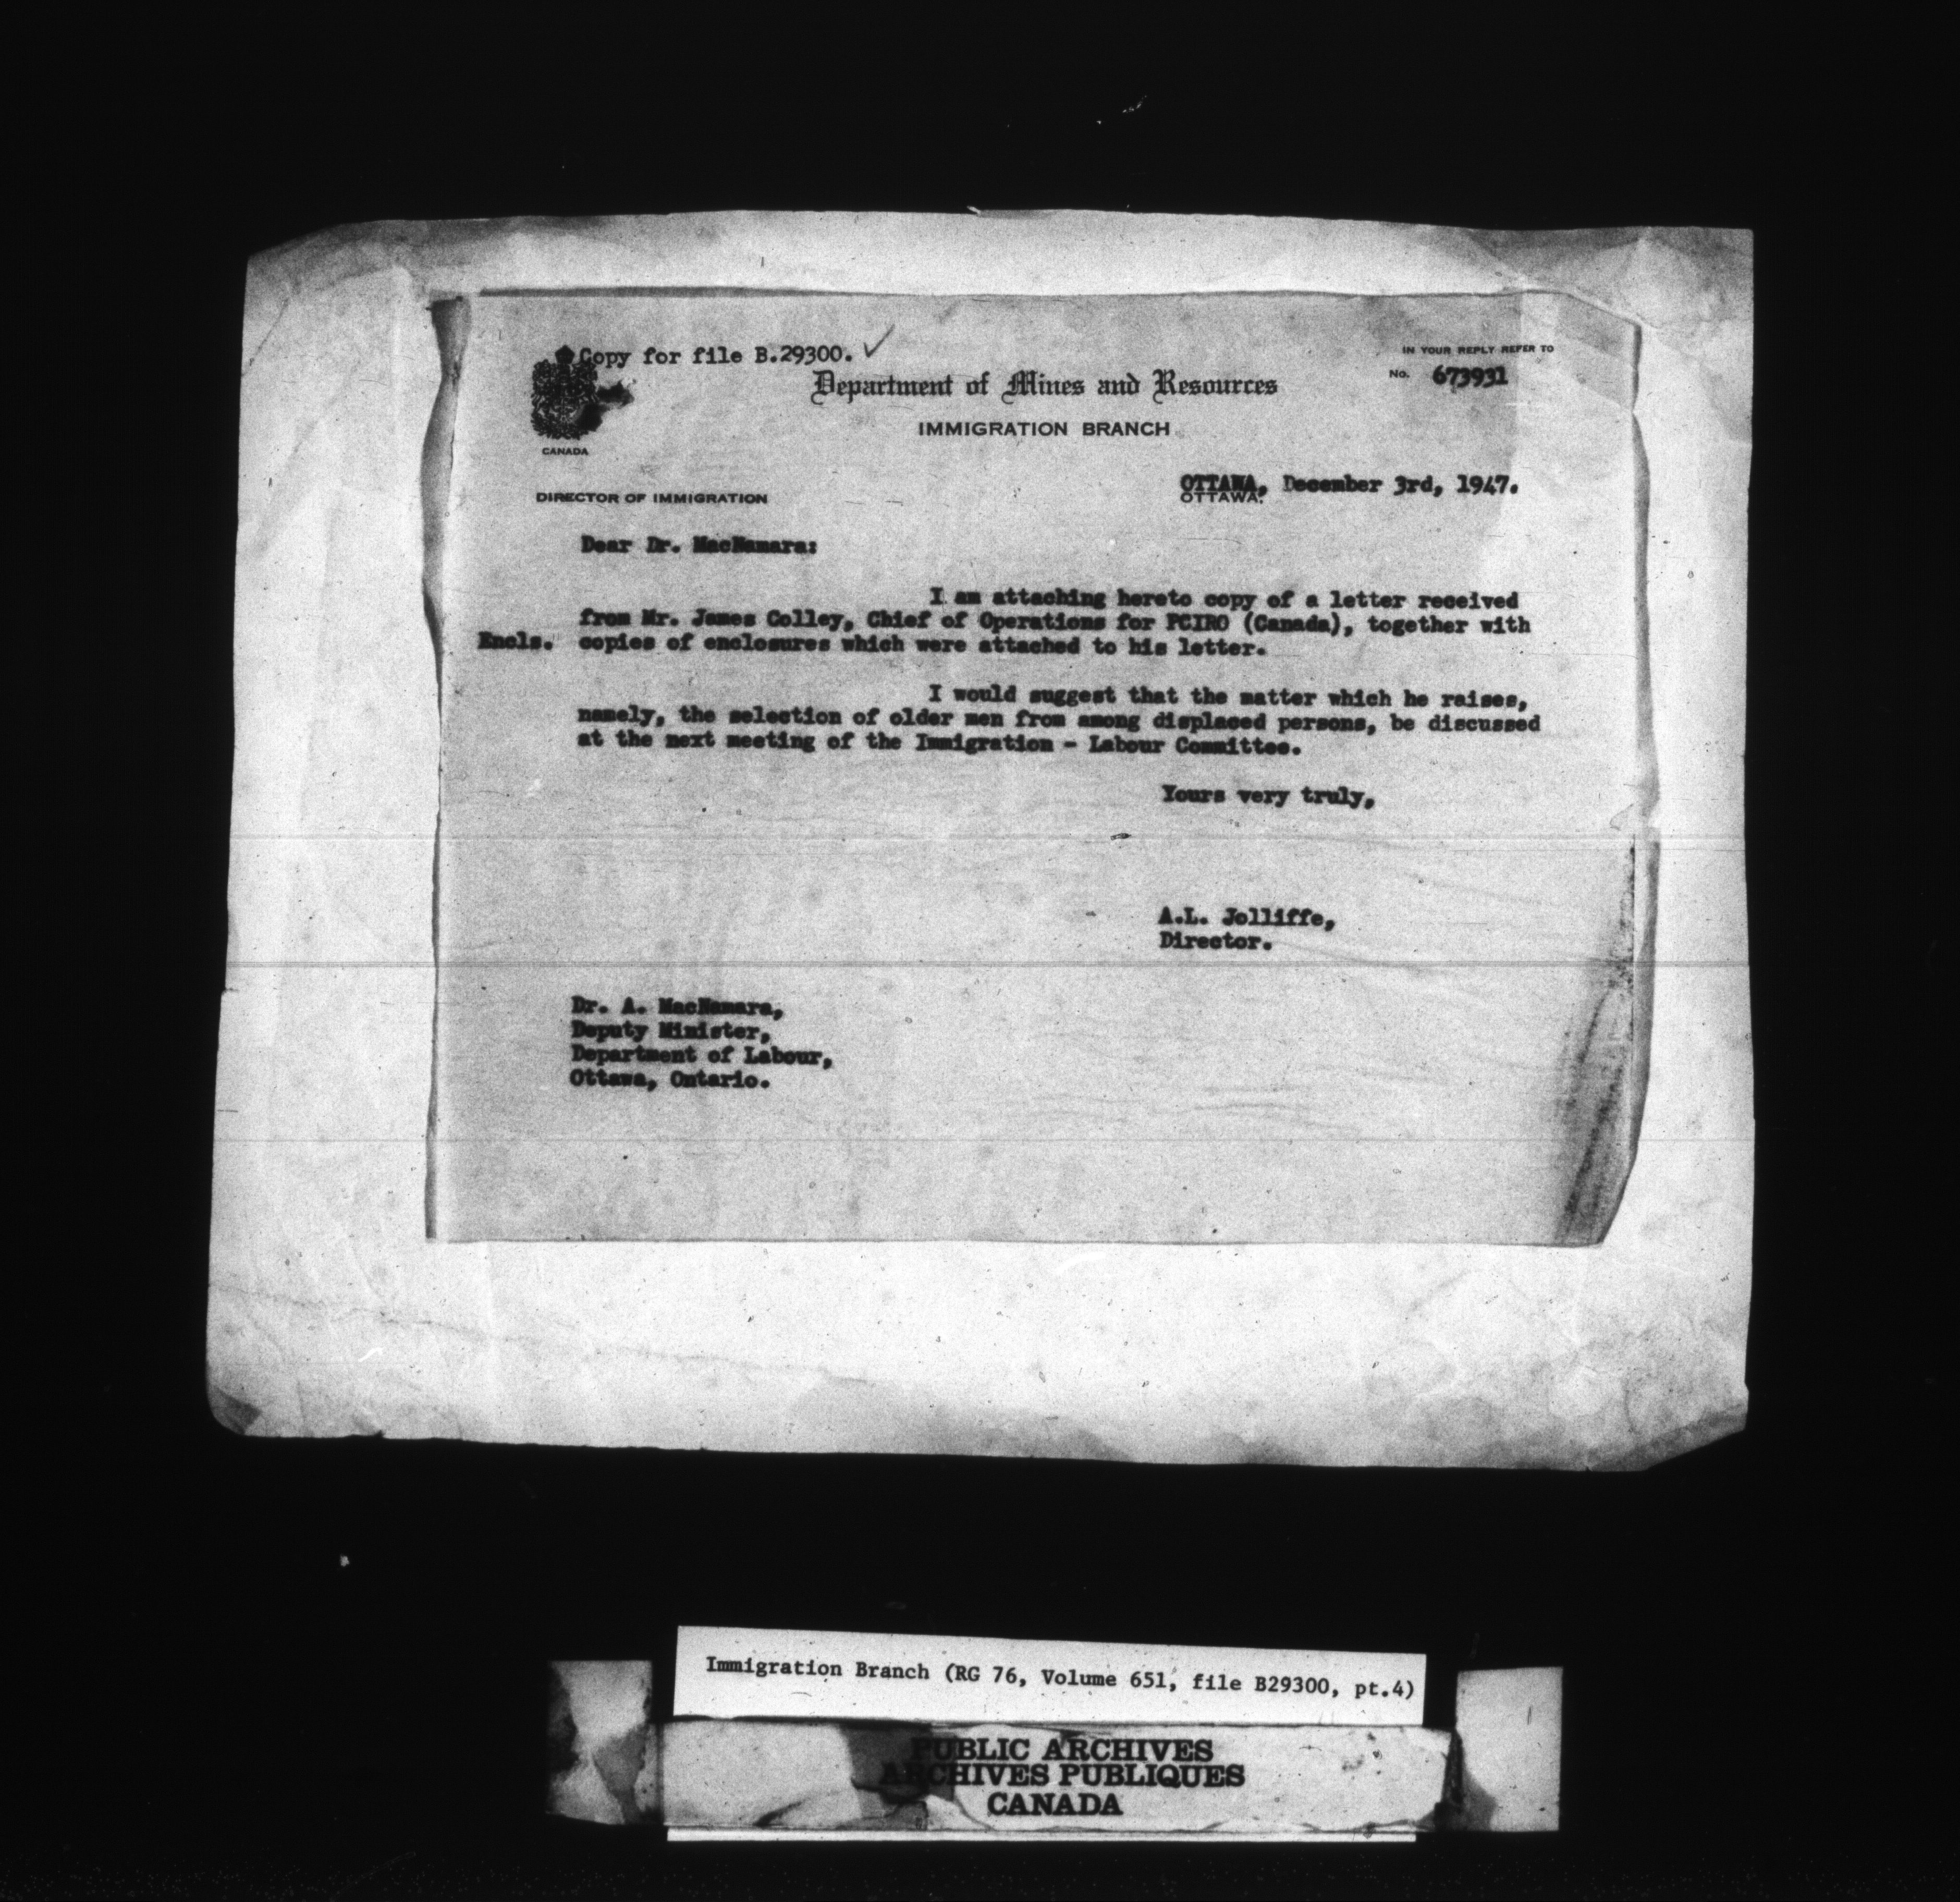 Copy for file B.29300.
IN YOUR REPLY REFER TO
No. 673931
Department of Mines and Resources
IMMIGRATION BRANCH
CANADA
OTTAWA, December 3rd, 1947.
OTTAWA,
DIRECTOR OF IMMIGRATION
Dear Dr. MacNamara:
I am attaching hereto copy of a letter received
from Mr. James Colley, Chief of Operations for PCIRO (Canada), together with
Encls. copies of enclosures which were attached to his letter.
I would suggest that the matter which he raises,
namely, the selection of older men from among displaced persons, be discussed
at the next meeting of the Immigration - Labour Committee.
Yours very truly,
A.L. Jolliffe,
Director.
Dr. A. MacNamara,
Deputy Minister,
Department of Labour,
Ottawa, Ontario.
Immigration Branch (RG 76, Volume 651, file B29300, pt.4)
PUBLIC ARCHIVES
ARCHIVES PUBLIQUES
CANADA